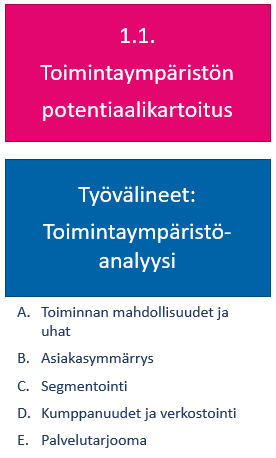 1.1.
Toimintaympäristön
potentiaalikartoitus
Työvälineet:
Toimintaympäristö-
analyysi
A. Toiminnan mahdollisuudet ja
uhat
B. Asiakasymmärrys
C. Segmentointi
D. Kumppanuudet ja verkostointi
E. Palvelutarjooma